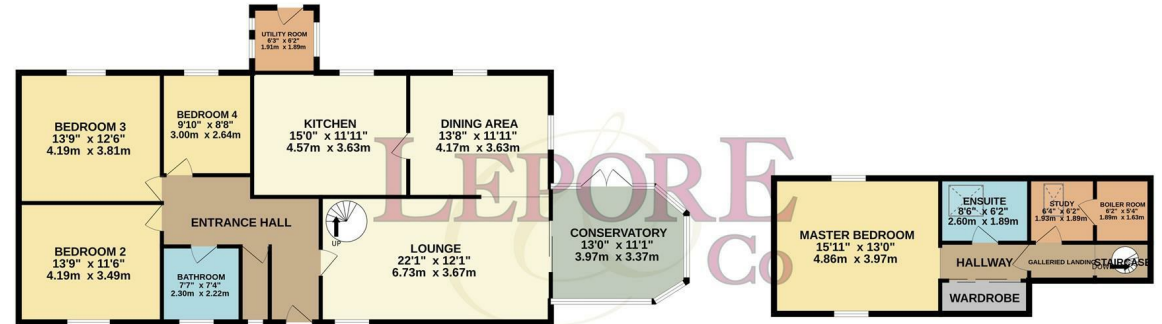 UTILITY ROOM
6'3" x 6'2"
1.91m x 1.89m
BEDROOM 3
13'9" x 12'6"
4.19m x 3.81m
BEDROOM 4
9'10" x 8'8"
3.00m x 2.64m
KITCHEN
15'0" x 11'11"
4.57m x 3.63m
DINING AREA
13'8" x 11'11"
4.17m x 3.63m
LEPORE
& Co
ENTRANCE HALL
UP
BEDROOM 2
13'9" x 11'6"
4.19m x 3.49m
BATHROOM
7'7" x 7'4"
2.30m x 2.22m
LOUNGE
22'1" x 12'1"
6.73m x 3.67m
CONSERVATORY
13'0" x 11'1"
3.97m x 3.37m
MASTER BEDROOM
15'11" x 13'0"
4.86m x 3.97m
ENSUITE
8'6" x 6'2"
2.60m x 1.89m
STUDY
6'4" x 6'2"
1.93m x 1.89m
BOILER ROOM
6'2" x 5'4"
1.89m x 1.63m
HALLWAY
GALLERIED LANDING
DOWN
STAIRCASE
WARDROBE